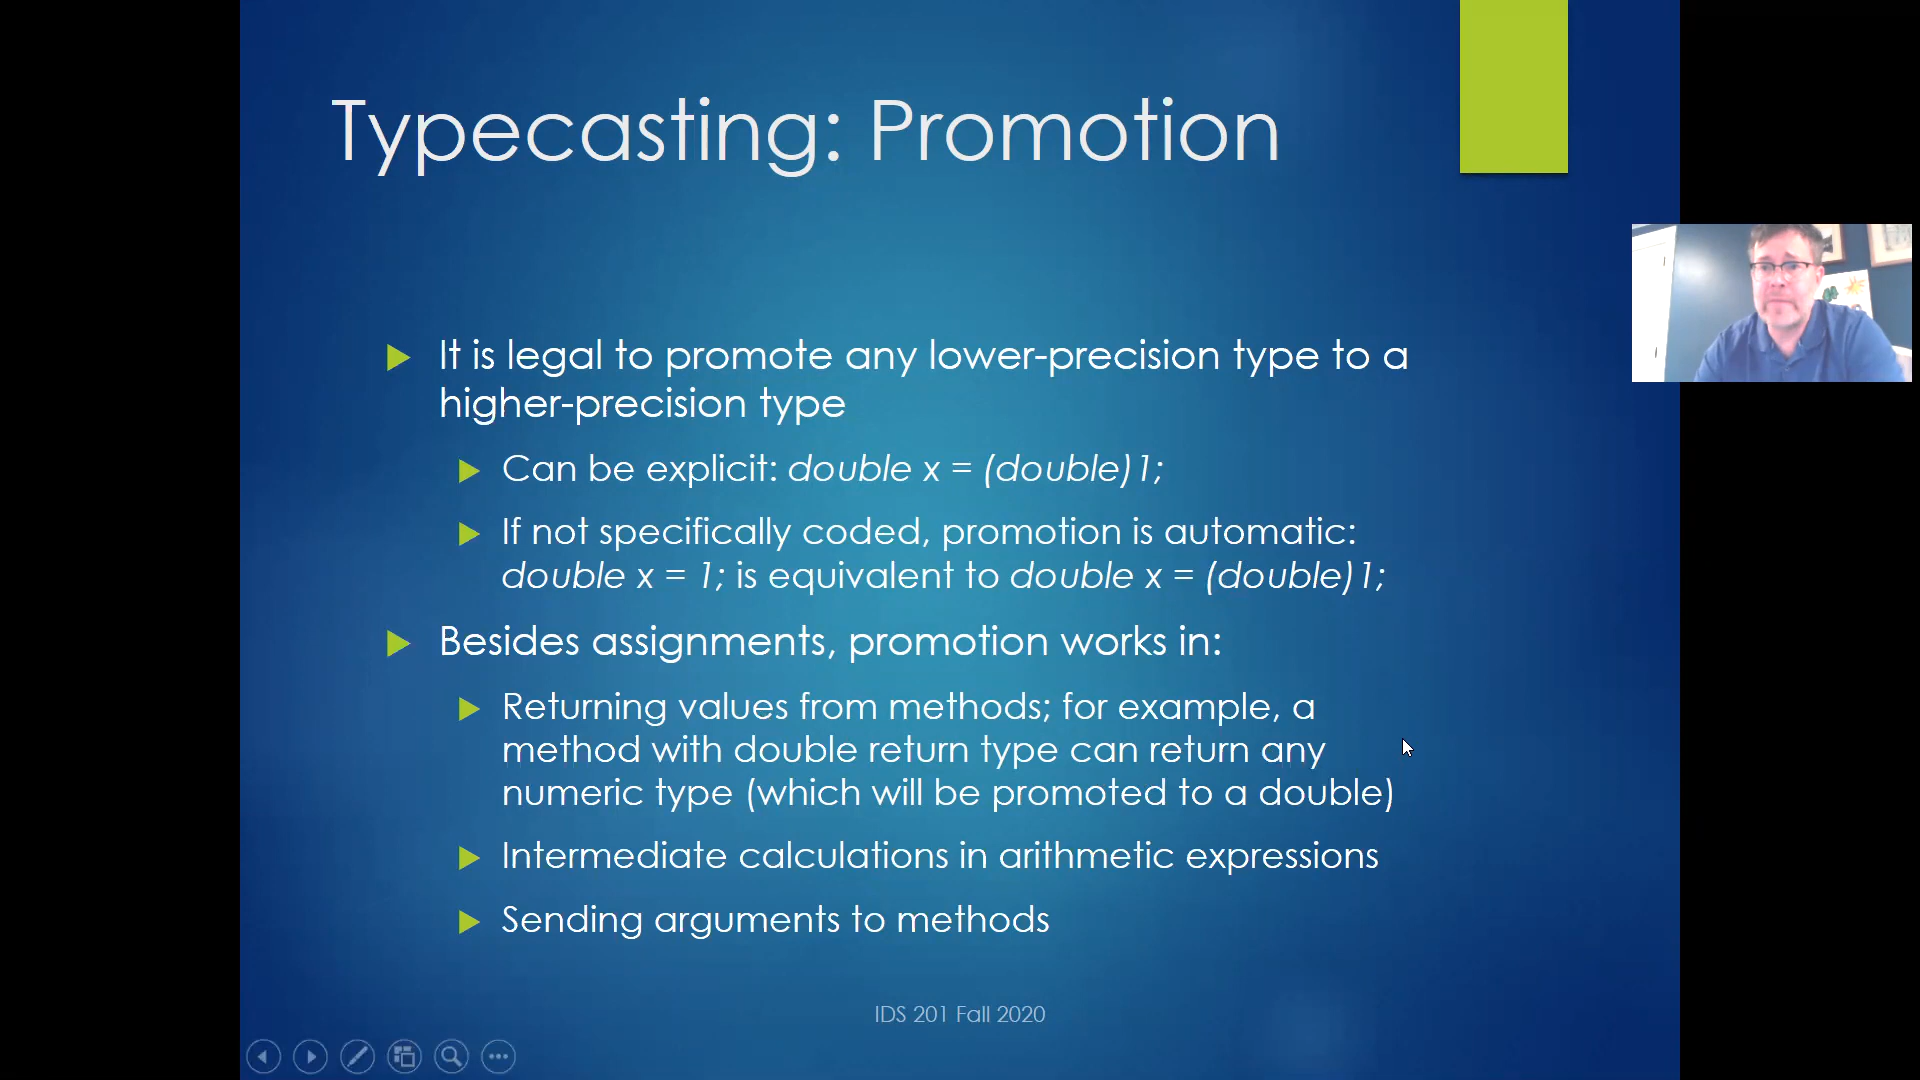 Typecasting: Promotion
It is legal to promote any lower-precision type to a
higher-precision type
Can be explicit: double x = (double)1;
If not specifically coded, promotion is automatic:
double x = 1; is equivalent to double x = (double)1;
Besides assignments, promotion works in:
Returning values from methods; for example, a
method with double return type can return any
numeric type (which will be promoted to a double)
Intermediate calculations in arithmetic expressions
Sending arguments to methods
IDS 201 Fall 2020